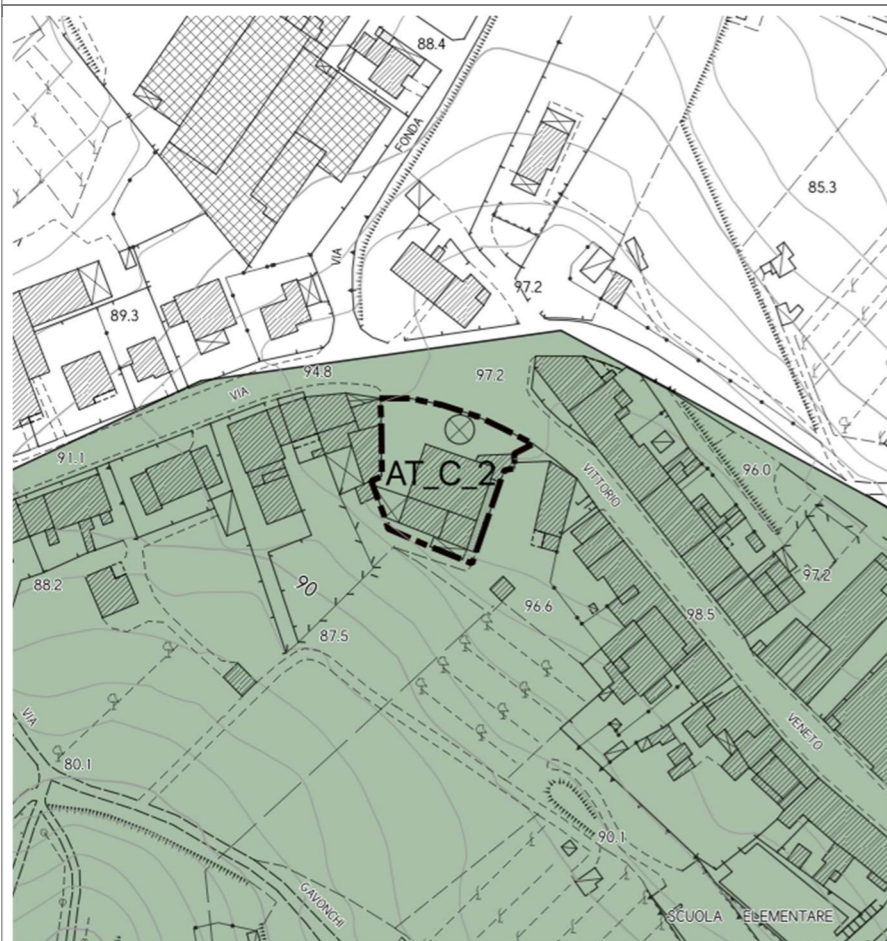 88.4
FONDA
VIA
85.3
97.2
89.3
94.8
97.2
VIA
91.1
AT_C_2
VITTORIO
96.0
97.2
88.2
90
96.6
98.5
87.5
VIA
VENETO
80.1
90.1
GAVONCHI
SCUOLA ELEMENTARE